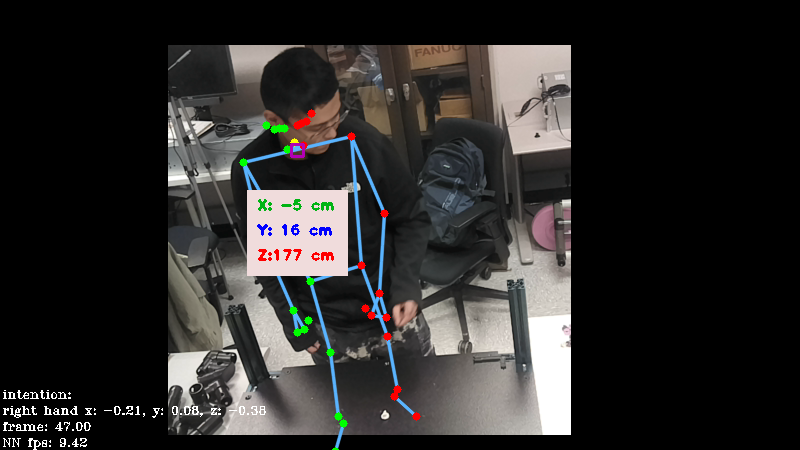 FANUC
X: -5 cm
Y: 16 cm
Z:177 cm
intention:
right hand x: -0.21, y: 0.08, z: -0.38
frame: 47.00
NN fps: 9.42